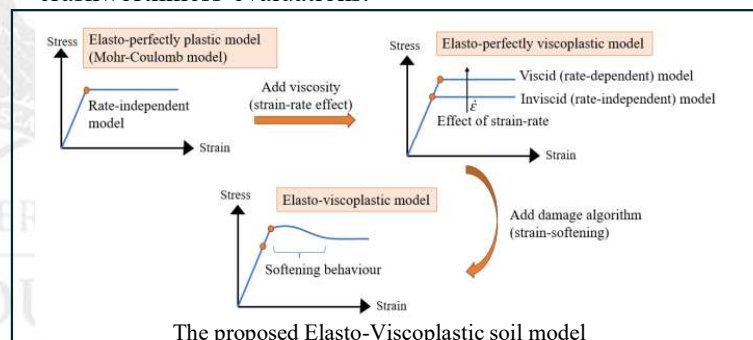 crashworthiness evaluations.
Stress
Elasto-perfectly plastic model
(Mohr-Coulomb model)
Rate-independent
model
Strain
Add viscosity
(strain-rate effect)
Stress
Elasto-perfectly viscoplastic model
Viscid (rate-dependent) model
Inviscid (rate-independent) model
ε̇
Effect of strain-rate
Strain
Stress
Elasto-viscoplastic model
Softening behaviour
Strain
Add damage algorithm
(strain-softening)
The proposed Elasto-Viscoplastic soil model